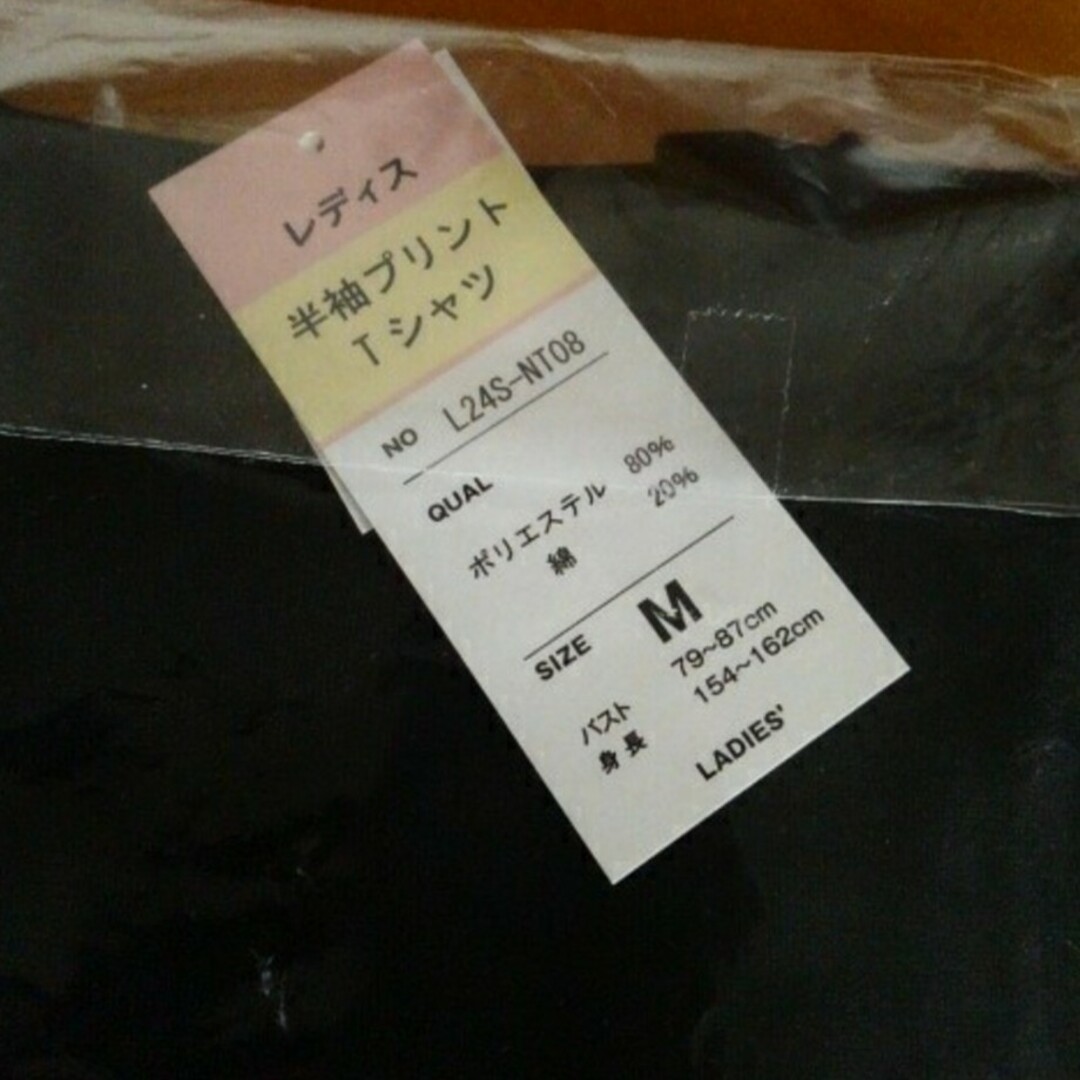 レディス
半袖プリント
Tシャツ
NO L24S-NT08
QUAL
ポリエステル 80%
綿 20%
SIZE M
バスト 79~87cm
身長 154~162cm
LADIES'